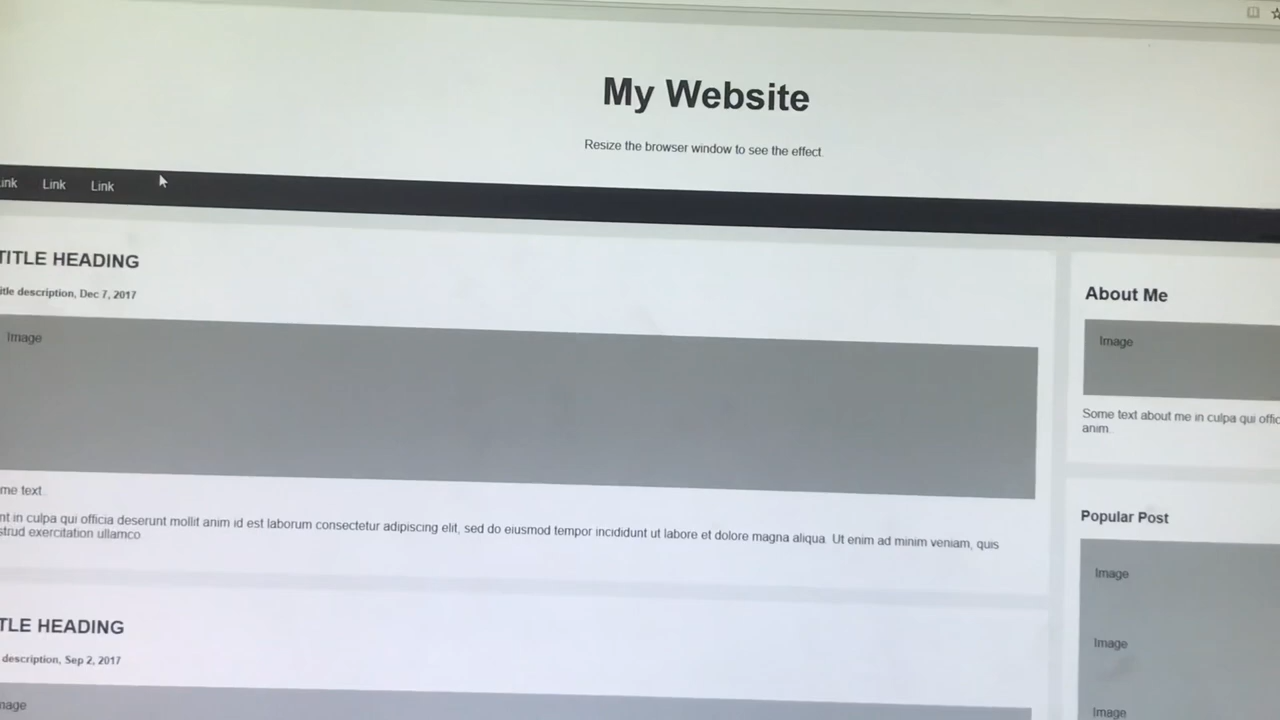 My Website
Resize the browser window to see the effect.
ink Link Link
TITLE HEADING
itle description, Dec 7, 2017
Image
me text..
nt in culpa qui officia deserunt mollit anim id est laborum consectetur adipiscing elit, sed do eiusmod tempor incididunt ut labore et dolore magna aliqua. Ut enim ad minim veniam, quis
strud exercitation ullamco.
TLE HEADING
description, Sep 2, 2017
mage
About Me
Image
Some text about me in culpa qui offic
anim..
Popular Post
Image
Image
Image